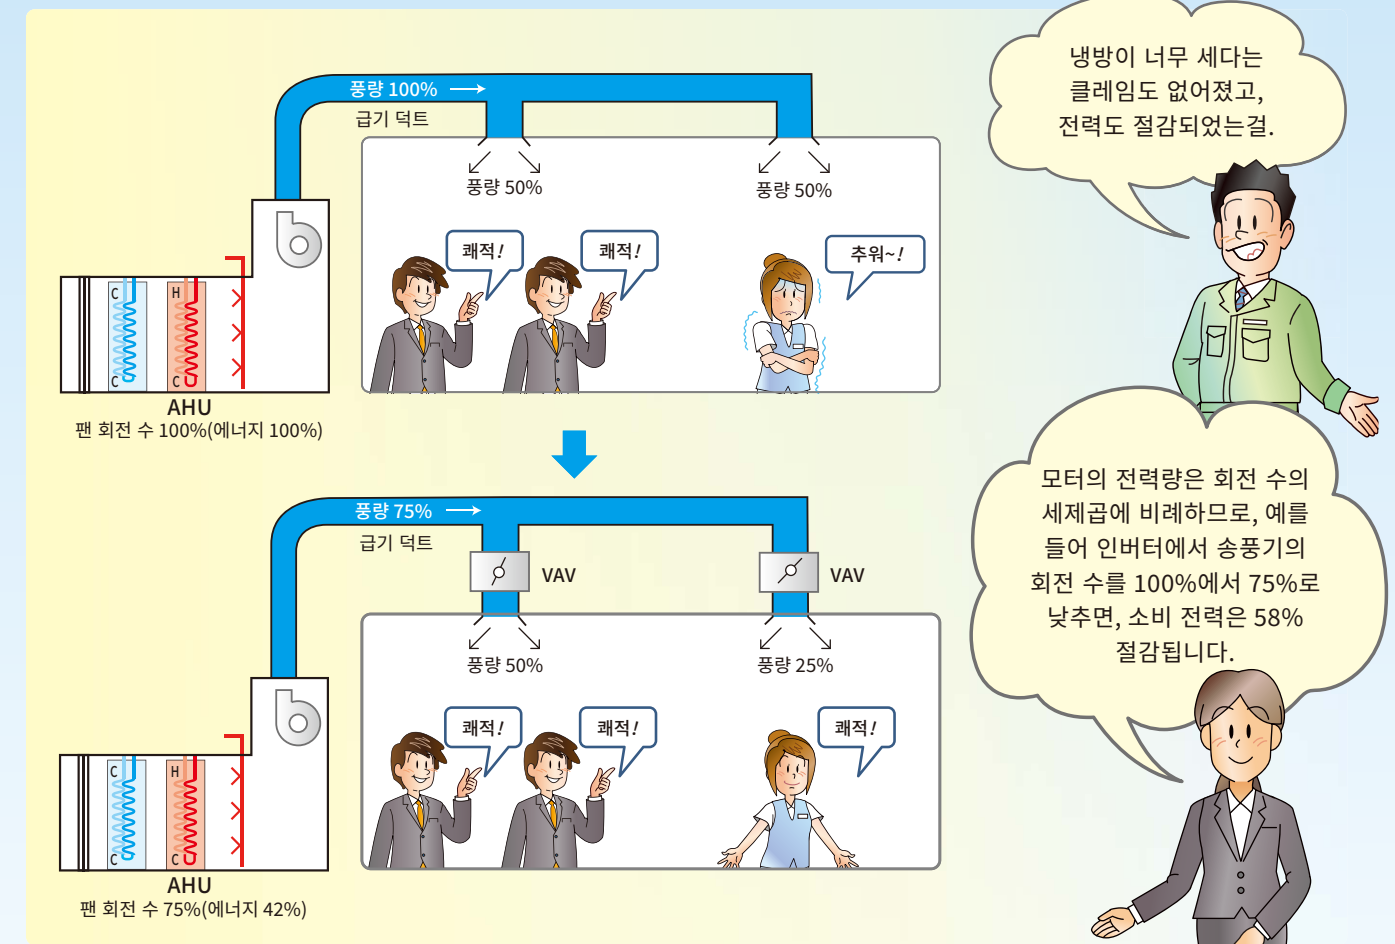 풍량 100%
급기 덕트
풍량 50%
풍량 50%
쾌적!
쾌적!
추워~!
C
C
H
C
AHU
팬 회전 수 100%(에너지 100%)
냉방이 너무 세다는
클레임도 없어졌고,
전력도 절감되었는걸.
풍량 75%
급기 덕트
VAV
VAV
풍량 50%
풍량 25%
쾌적!
쾌적!
쾌적!
C
C
H
C
AHU
팬 회전 수 75%(에너지 42%)
모터의 전력량은 회전 수의
세제곱에 비례하므로, 예를
들어 인버터에서 송풍기의
회전 수를 100%에서 75%로
낮추면, 소비 전력은 58%
절감됩니다.